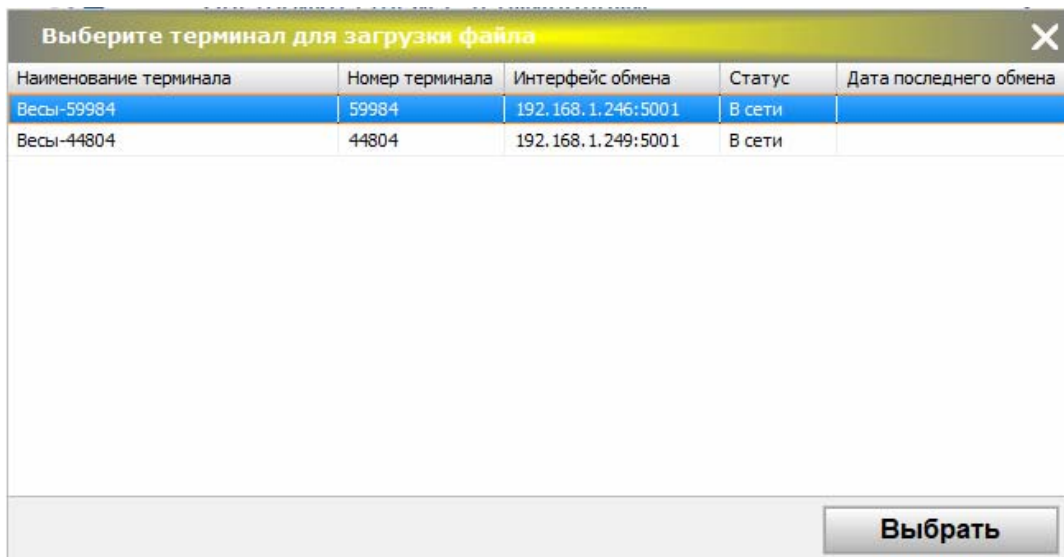 Выберите терминал для загрузки файла
Наименование терминала Номер терминала Интерфейс обмена Статус Дата последнего обмена
Весы-59984 59984 192.168.1.246:5001 В сети
Весы-44804 44804 192.168.1.249:5001 В сети
Выбрать